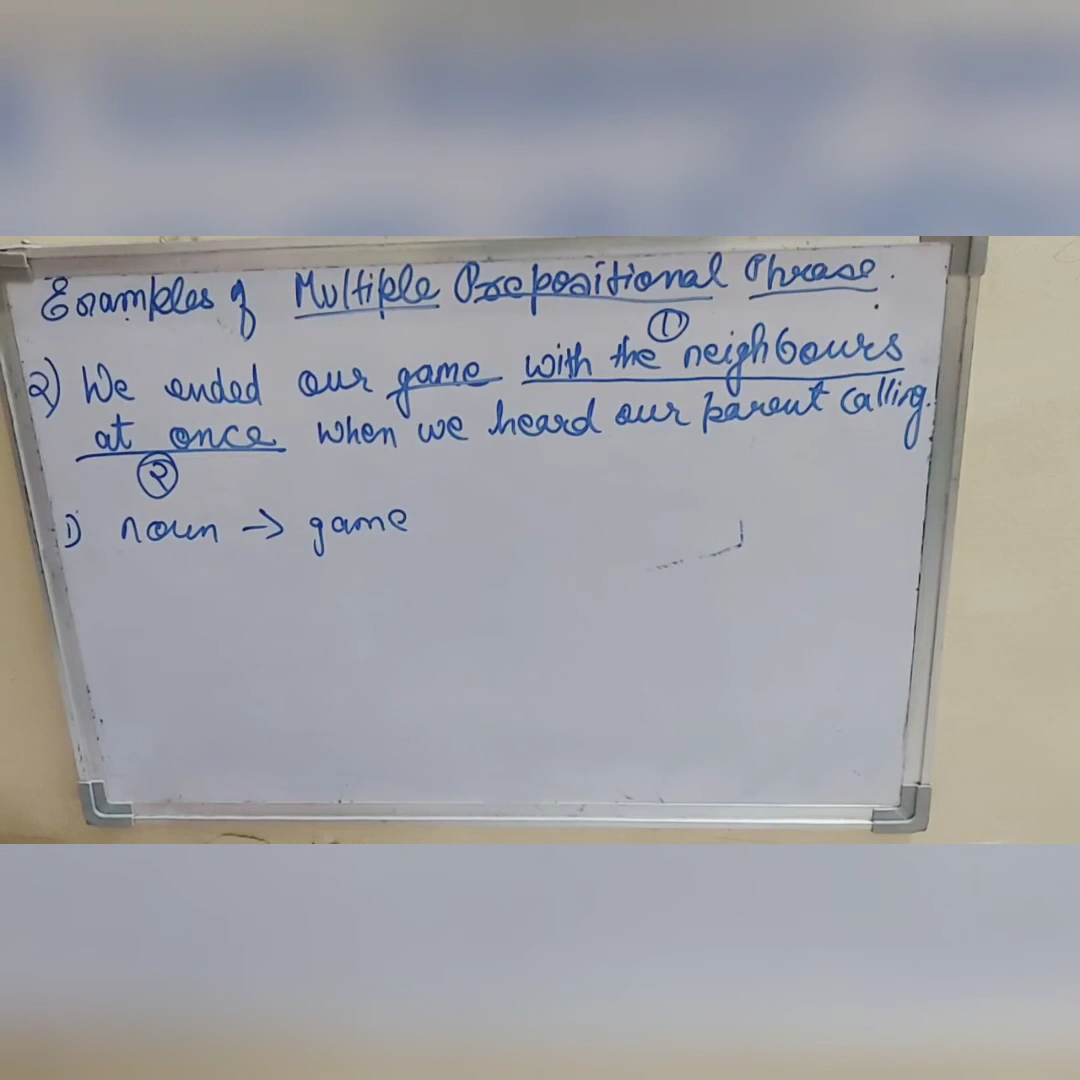 Examples of Multiple Prepositional Phrase.
①
2) We ended our game with the neighbours
at once when we heard our parent calling.
②
1) noun → game